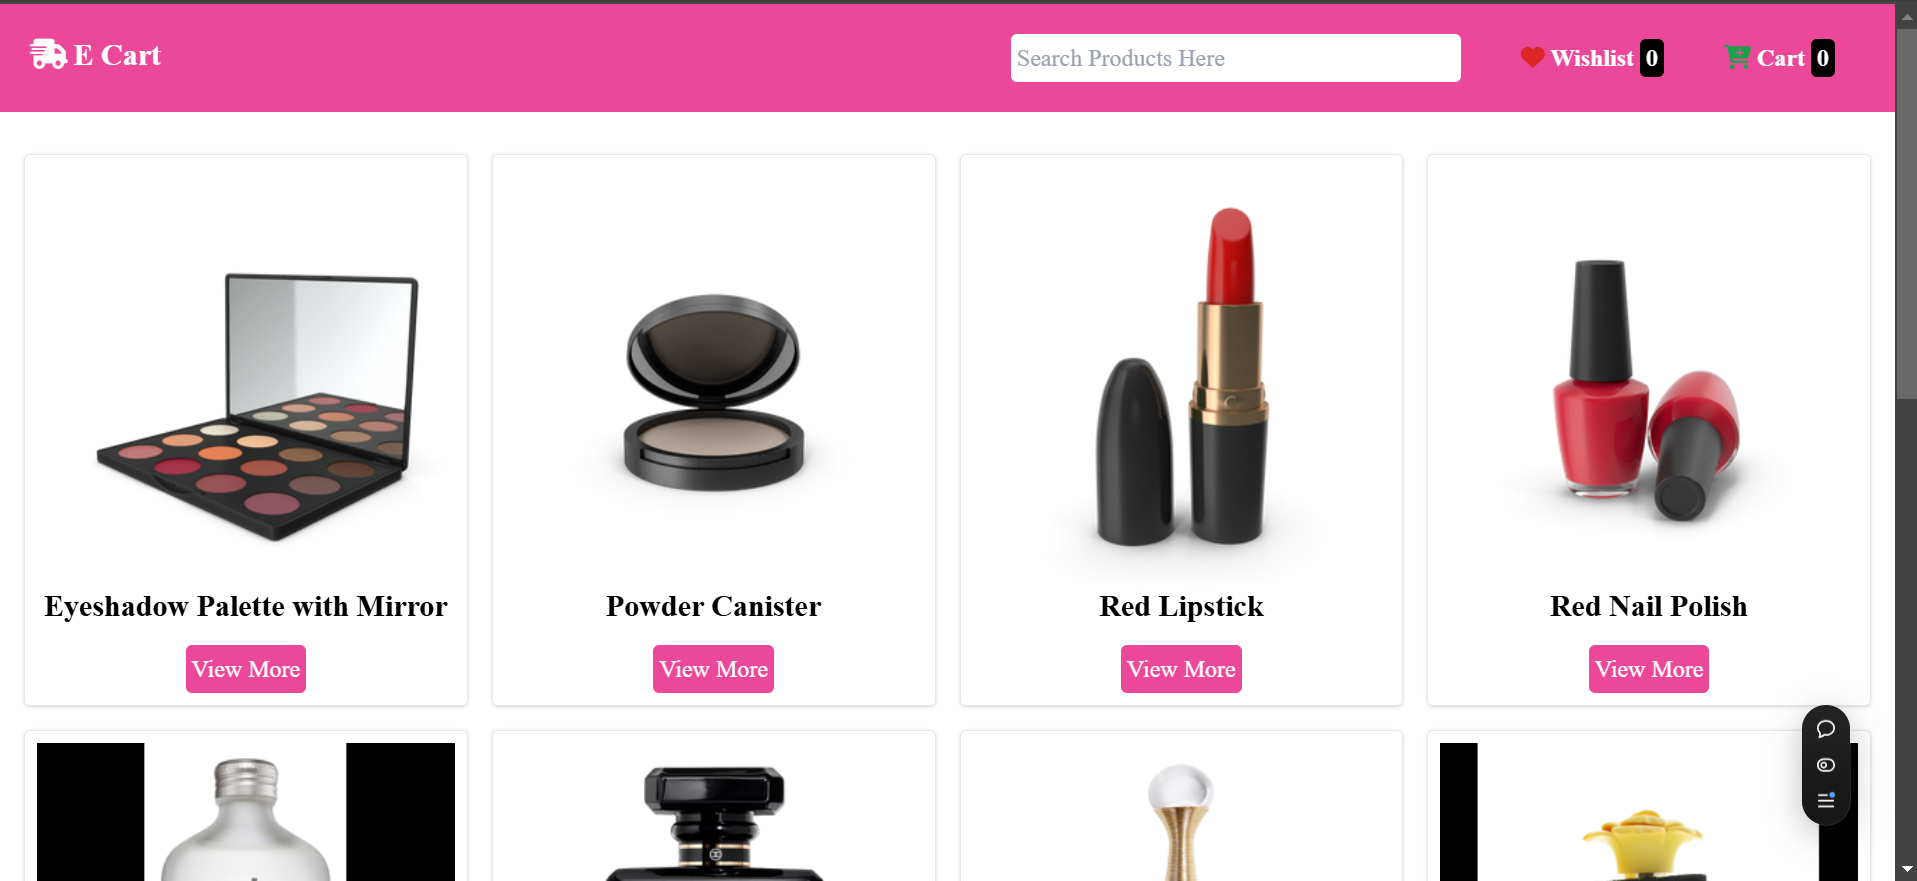 E Cart
Search Products Here
Wishlist 0
Cart 0
Eyeshadow Palette with Mirror
Powder Canister
Red Lipstick
Red Nail Polish
View More
View More
View More
View More